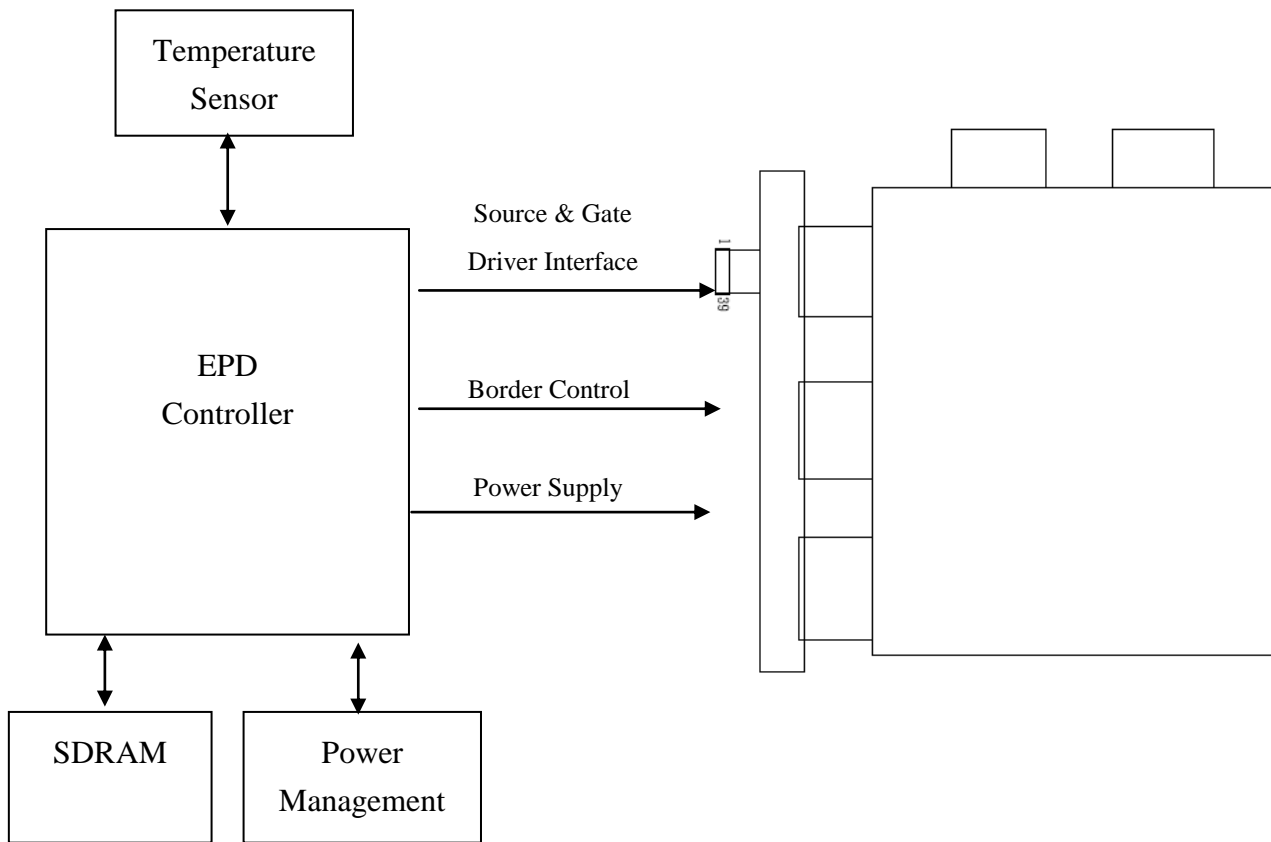 Temperature
Sensor
Source & Gate
Driver Interface
1
39
EPD
Controller
Border Control
Power Supply
SDRAM
Power
Management